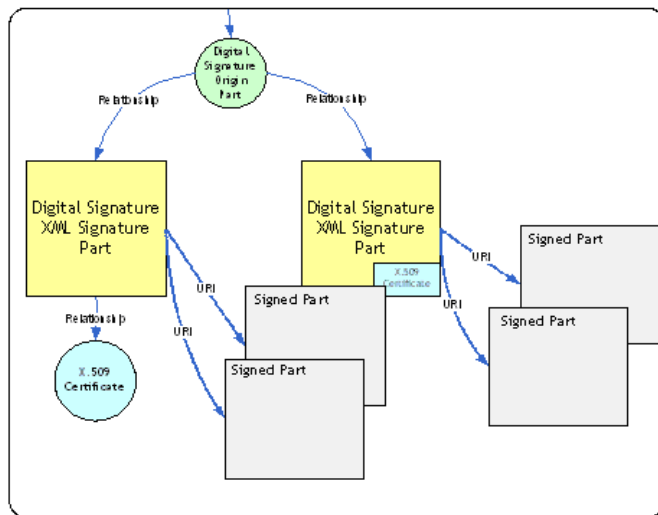 Digital
Signature
Origin
Part
Relationship
Relationship
Digital Signature
XML Signature
Part
Digital Signature
XML Signature
Part
X.509
Certificate
Signed Part
URI
URI
Signed Part
URI
URI
Signed Part
Signed Part
Relationship
X.509
Certificate